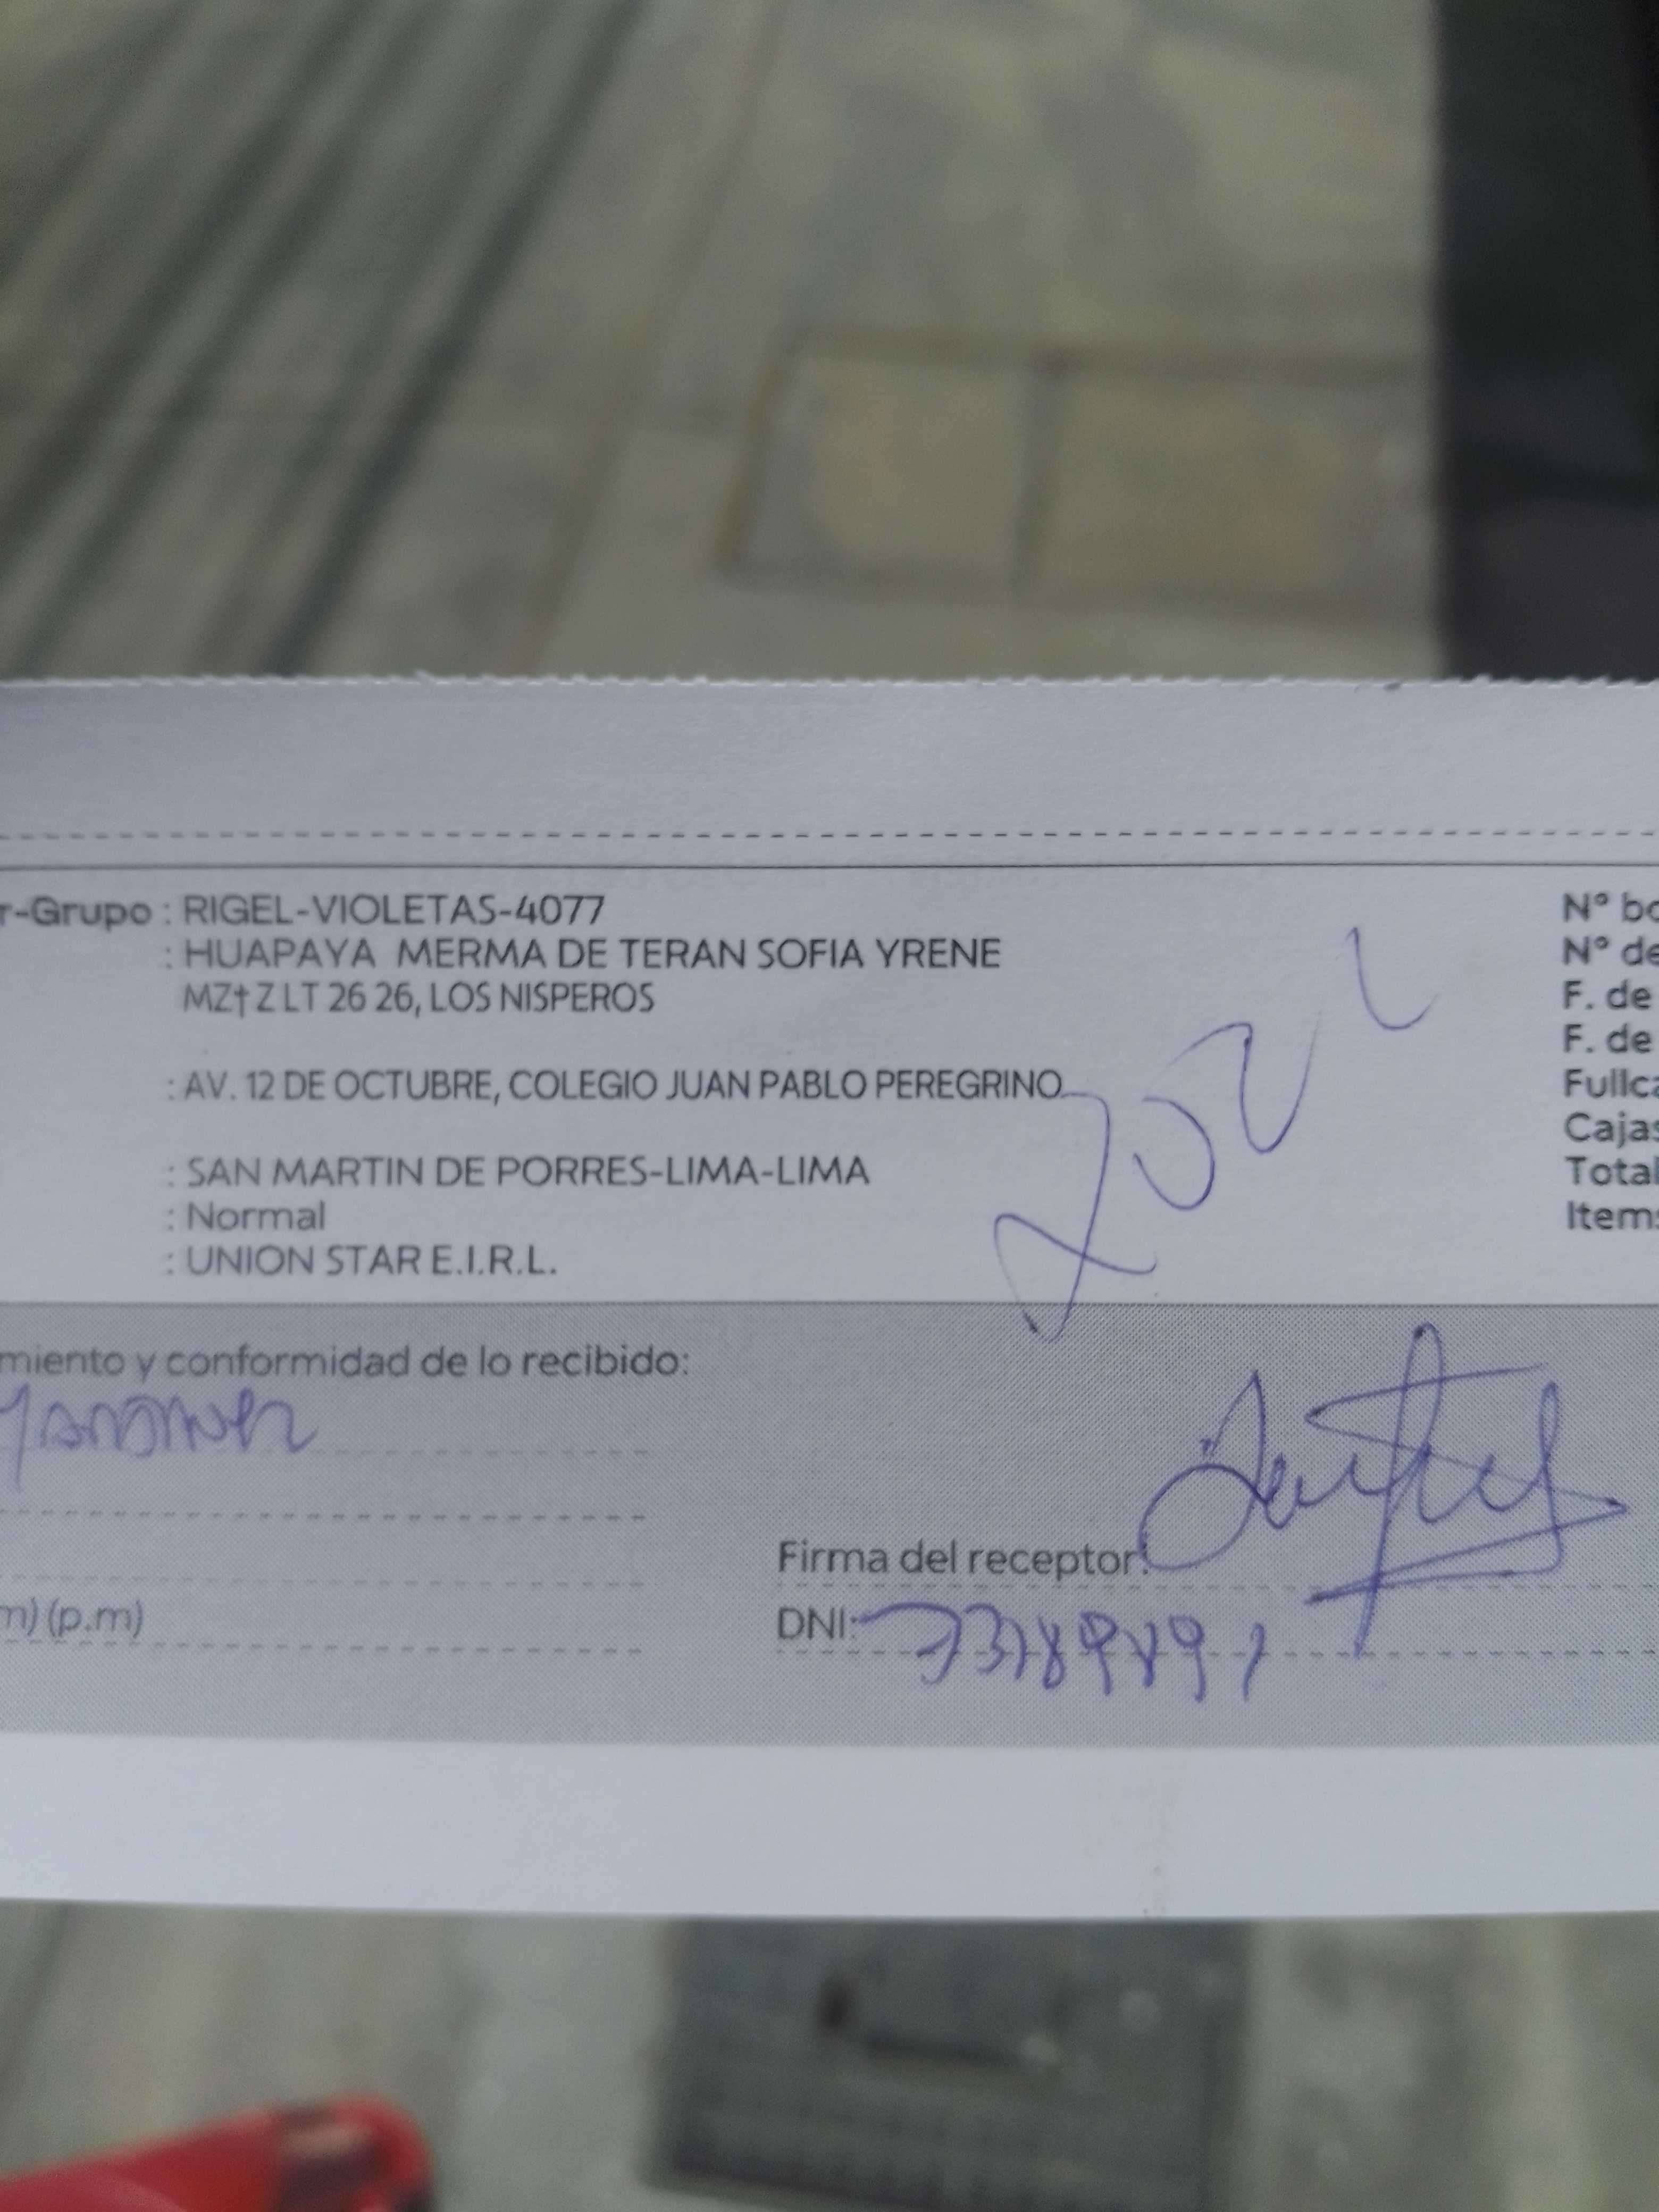 r-Grupo : RIGEL-VIOLETAS-4077
: HUAPAYA MERMA DE TERAN SOFIA YRENE
MZ† Z LT 26 26, LOS NISPEROS
: AV. 12 DE OCTUBRE, COLEGIO JUAN PABLO PEREGRINO
: SAN MARTIN DE PORRES-LIMA-LIMA
: Normal
: UNION STAR E.I.R.L.
Nº bo
Nº de
F. de
F. de
Fullca
Cajas
Total
Items
miento y conformidad de lo recibido:
Firma del receptor:
m) (p.m)
DNI: